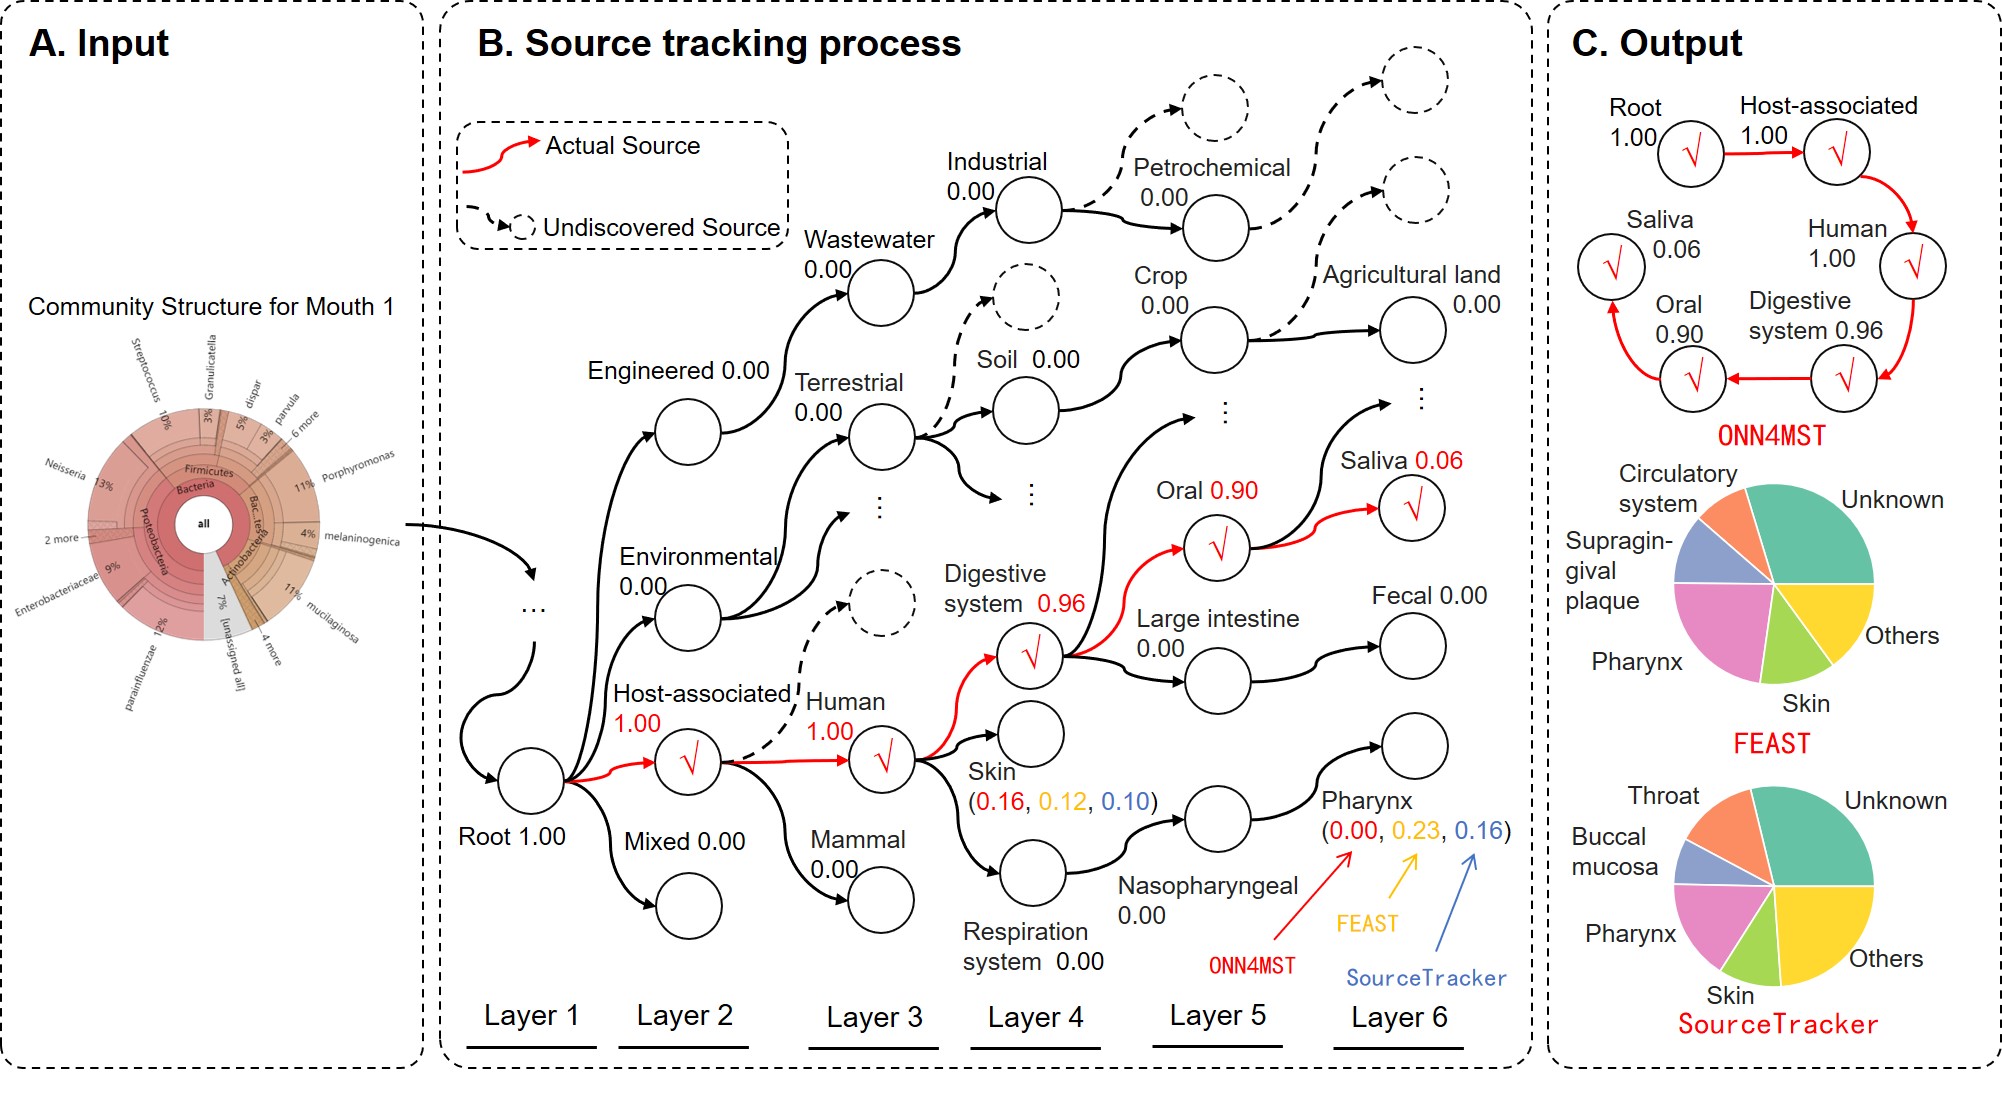 A. Input
Community Structure for Mouth 1
Streptococcus
10%
Granulicatella
3%
dispar
5%
parvula
3%
6 more
Porphyromonas
11%
4%
melaninogenica
11%
mucilaginosa
4 more
7%
[unassigned all]
12%
parainfluenzae
9%
Enterobacteriaceae
2 more
Neisseria
13%
Firmicutes
Bacteria
Bac...tes
Actinobacteria
Proteobacteria
all
B. Source tracking process
Actual Source
Undiscovered Source
...
Root 1.00
Engineered 0.00
Environmental
0.00
Host-associated
1.00
√
Mixed 0.00
Wastewater
0.00
Terrestrial
0.00
...
Human
1.00
√
Mammal
0.00
Industrial
0.00
Soil 0.00
...
Digestive
system 0.96
√
Skin
(0.16, 0.12, 0.10)
Respiration
system 0.00
Petrochemical
0.00
Crop
0.00
...
Oral 0.90
√
Large intestine
0.00
Nasopharyngeal
0.00
Agricultural land
0.00
...
Saliva 0.06
√
Fecal 0.00
Pharynx
(0.00, 0.23, 0.16)
ONN4MST
FEAST
SourceTracker
Layer 1
Layer 2
Layer 3
Layer 4
Layer 5
Layer 6
C. Output
Root
1.00
√
Host-associated
1.00
√
Human
1.00
√
Digestive
system 0.96
√
Oral
0.90
√
Saliva
0.06
√
ONN4MST
Circulatory
system
Unknown
Supragin-
gival
plaque
Others
Pharynx
Skin
FEAST
Throat
Unknown
Buccal
mucosa
Pharynx
Others
Skin
SourceTracker